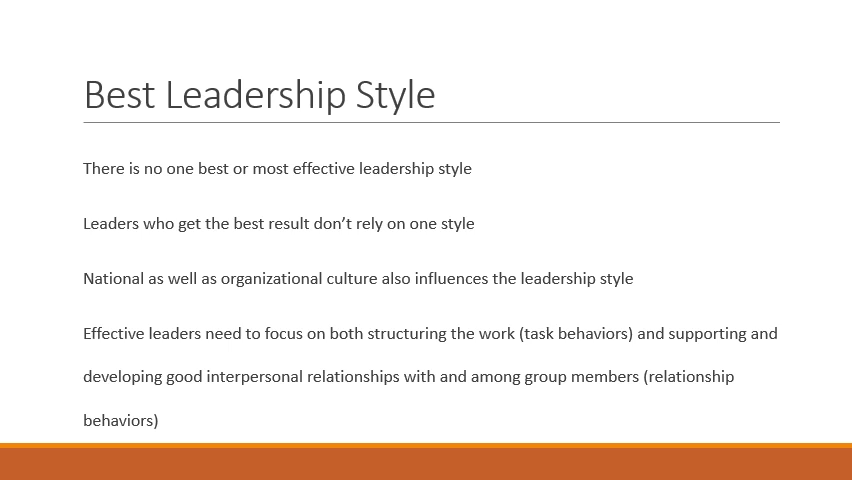 Best Leadership Style
There is no one best or most effective leadership style
Leaders who get the best result don’t rely on one style
National as well as organizational culture also influences the leadership style
Effective leaders need to focus on both structuring the work (task behaviors) and supporting and
developing good interpersonal relationships with and among group members (relationship
behaviors)